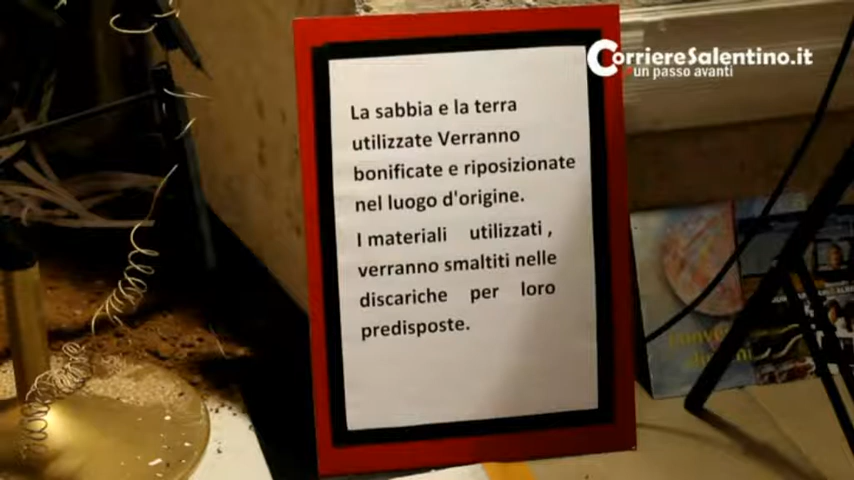 CorriereSalentino.it
un passo avanti
La sabbia e la terra
utilizzate Verranno
bonificate e riposizionate
nel luogo d'origine.
I materiali utilizzati ,
verranno smaltiti nelle
discariche per loro
predisposte.